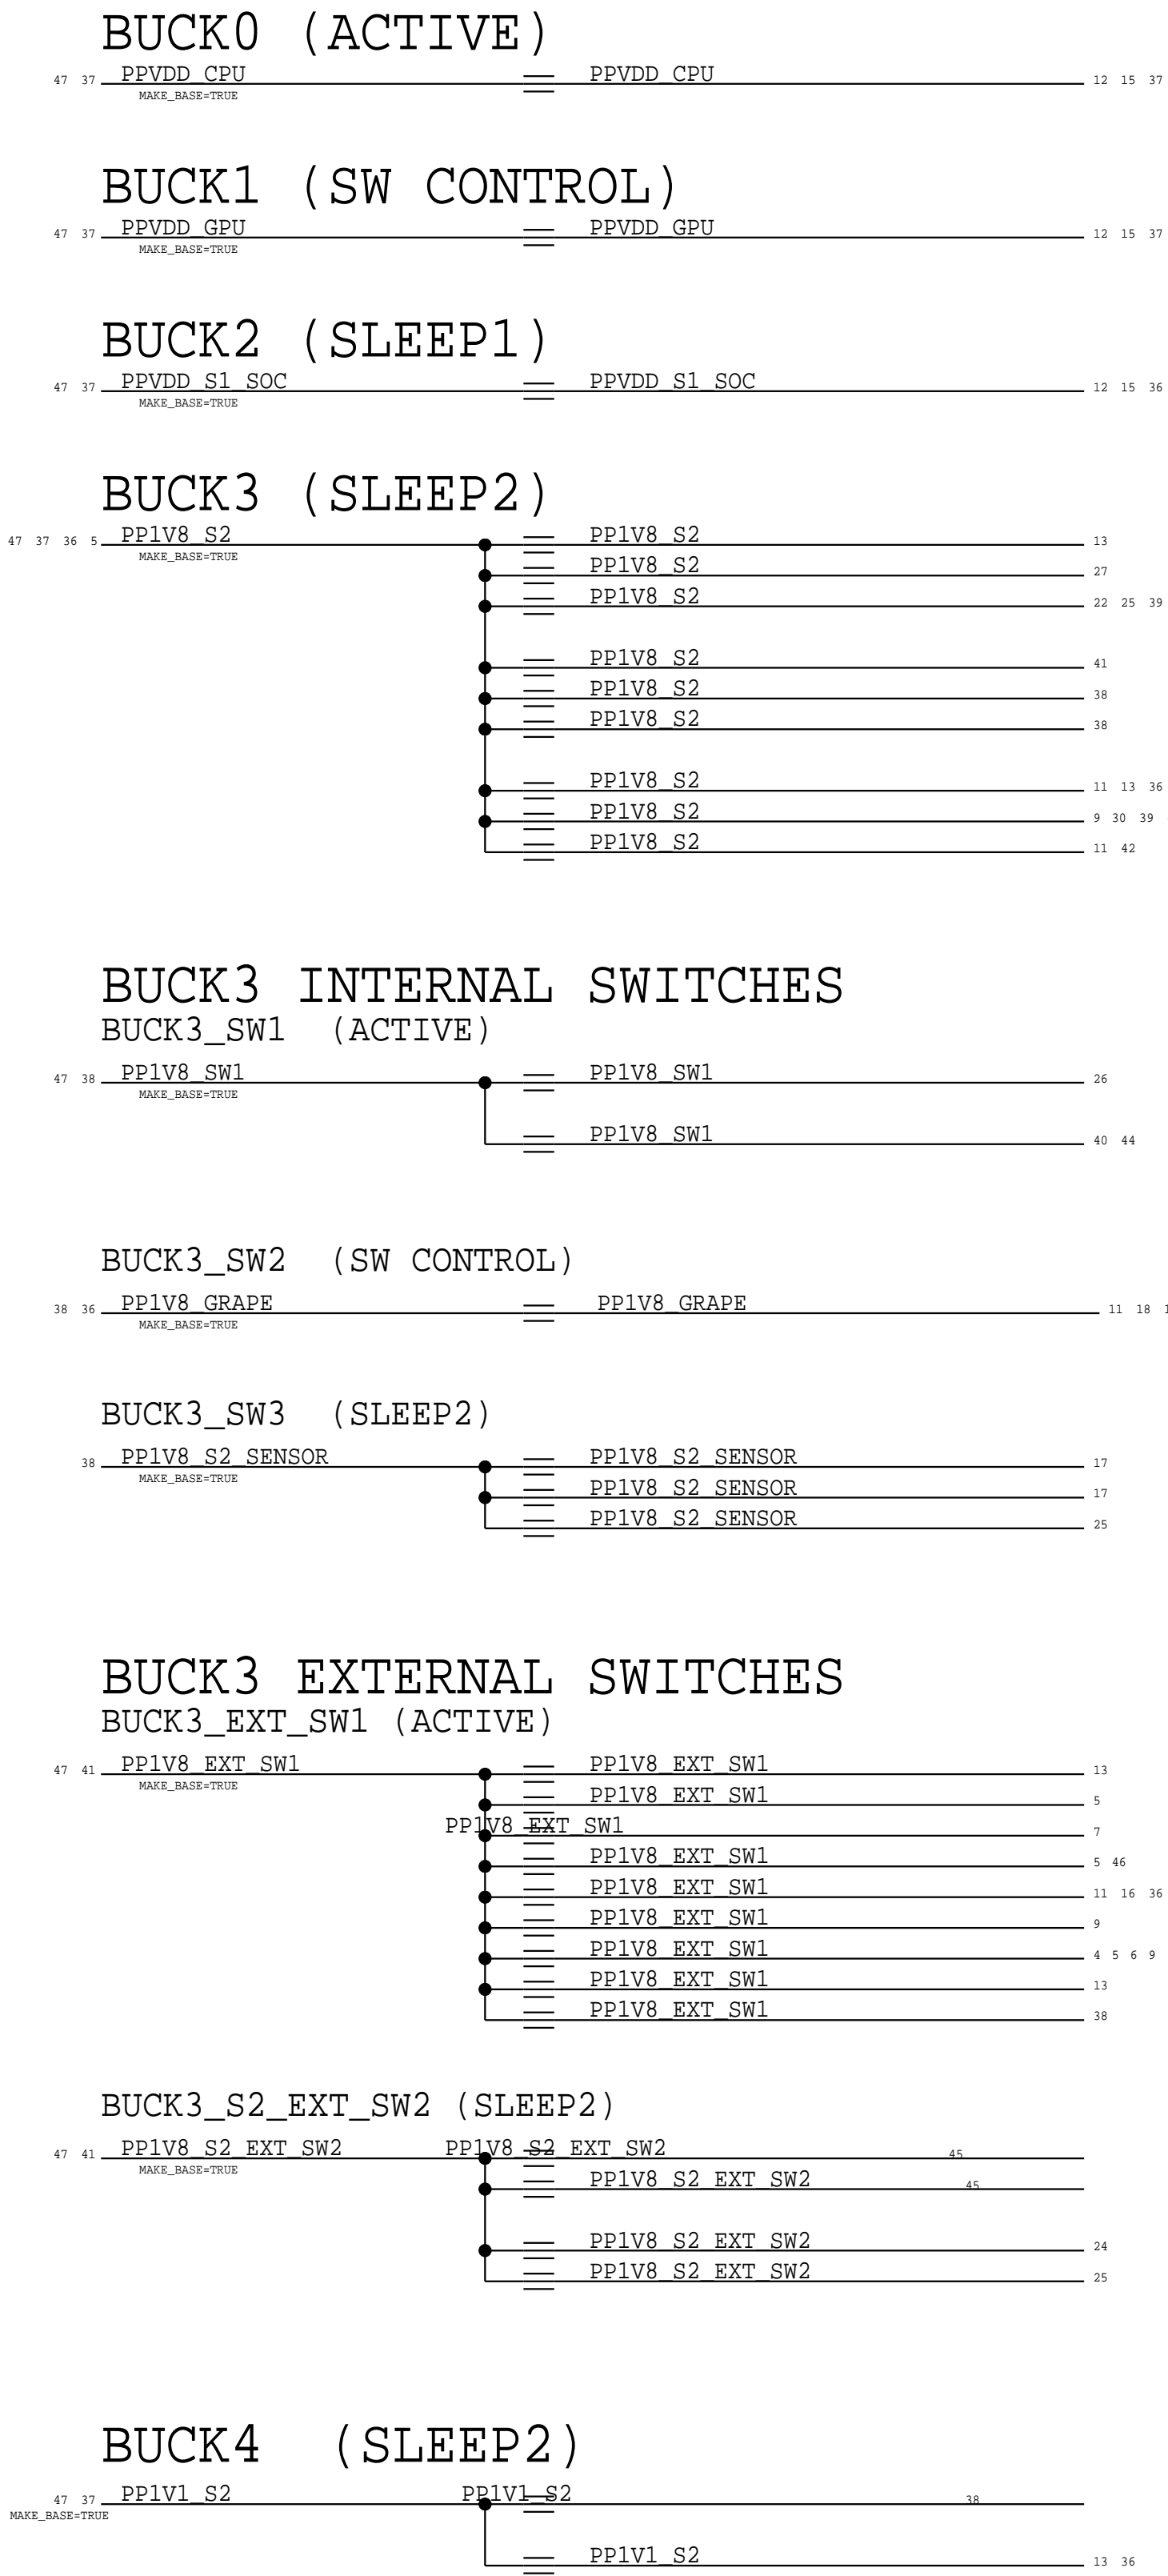 BUCK0 (ACTIVE)
47 37 PPVDD_CPU PPVDD_CPU 12 15 37
MAKE_BASE=TRUE
BUCK1 (SW CONTROL)
47 37 PPVDD_GPU PPVDD_GPU 12 15 37
MAKE_BASE=TRUE
BUCK2 (SLEEP1)
47 37 PPVDD_S1_SOC PPVDD_S1_SOC 12 15 36
MAKE_BASE=TRUE
BUCK3 (SLEEP2)
47 37 36 5 PP1V8_S2 PP1V8_S2 13
MAKE_BASE=TRUE
PP1V8_S2 27
PP1V8_S2 22 25 39
PP1V8_S2 41
PP1V8_S2 38
PP1V8_S2 38
PP1V8_S2 11 13 36
PP1V8_S2 9 30 39
PP1V8_S2 11 42
BUCK3 INTERNAL SWITCHES
BUCK3_SW1 (ACTIVE)
47 38 PP1V8_SW1 PP1V8_SW1 26
MAKE_BASE=TRUE
PP1V8_SW1 40 44
BUCK3_SW2 (SW CONTROL)
38 36 PP1V8_GRAPE PP1V8_GRAPE 11 18
MAKE_BASE=TRUE
BUCK3_SW3 (SLEEP2)
38 PP1V8_S2_SENSOR PP1V8_S2_SENSOR 17
MAKE_BASE=TRUE
PP1V8_S2_SENSOR 17
PP1V8_S2_SENSOR 25
BUCK3 EXTERNAL SWITCHES
BUCK3_EXT_SW1 (ACTIVE)
47 41 PP1V8_EXT_SW1 PP1V8_EXT_SW1 13
MAKE_BASE=TRUE
PP1V8_EXT_SW1 5
PP1V8_EXT_SW1 7
PP1V8_EXT_SW1 5 46
PP1V8_EXT_SW1 11 16 36
PP1V8_EXT_SW1 9
PP1V8_EXT_SW1 4 5 6 9
PP1V8_EXT_SW1 13
PP1V8_EXT_SW1 38
BUCK3_S2_EXT_SW2 (SLEEP2)
47 41 PP1V8_S2_EXT_SW2 PP1V8_S2_EXT_SW2 45
MAKE_BASE=TRUE
PP1V8_S2_EXT_SW2 45
PP1V8_S2_EXT_SW2 24
PP1V8_S2_EXT_SW2 25
BUCK4 (SLEEP2)
47 37 PP1V1_S2 PP1V1_S2 38
MAKE_BASE=TRUE
PP1V1_S2 13 36